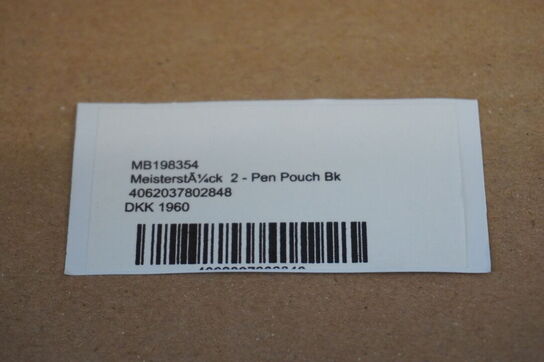 MB198354
MeisterstÃ¼ck 2 - Pen Pouch Bk
4062037802848
DKK 1960